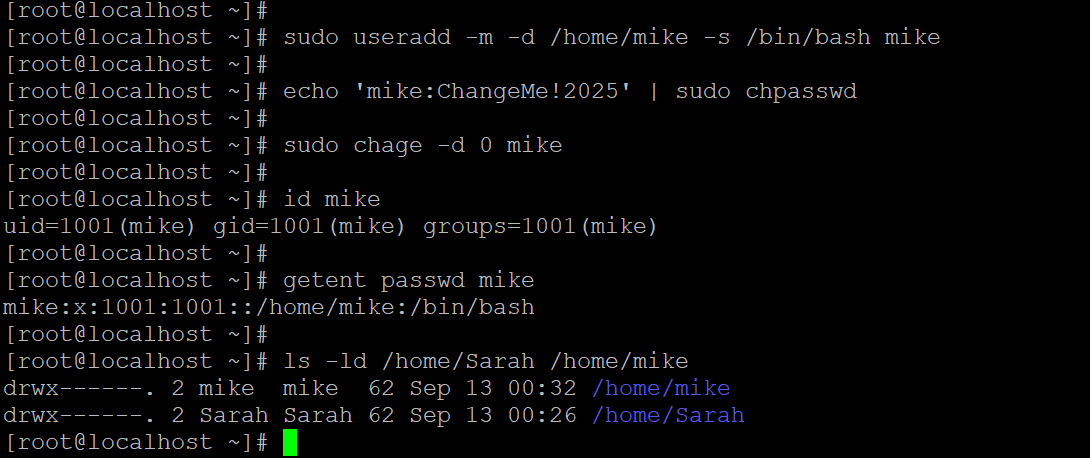 [root@localhost ~]#
[root@localhost ~]# sudo useradd -m -d /home/mike -s /bin/bash mike
[root@localhost ~]#
[root@localhost ~]# echo 'mike:ChangeMe!2025' | sudo chpasswd
[root@localhost ~]#
[root@localhost ~]# sudo chage -d 0 mike
[root@localhost ~]#
[root@localhost ~]# id mike
uid=1001(mike) gid=1001(mike) groups=1001(mike)
[root@localhost ~]#
[root@localhost ~]# getent passwd mike
mike:x:1001:1001::/home/mike:/bin/bash
[root@localhost ~]#
[root@localhost ~]# ls -ld /home/Sarah /home/mike
drwx------. 2 mike  mike  62 Sep 13 00:32 /home/mike
drwx------. 2 Sarah Sarah 62 Sep 13 00:26 /home/Sarah
[root@localhost ~]#